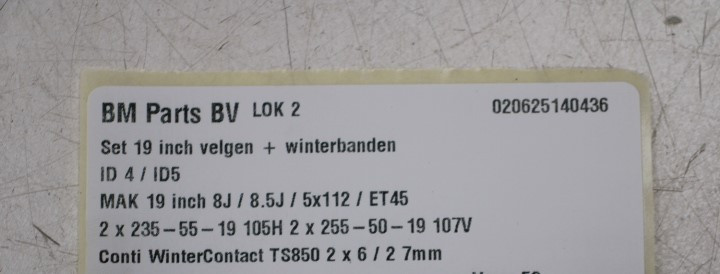 BM Parts BV LOK 2 020625140436
Set 19 inch velgen + winterbanden
ID 4 / ID5
MAK 19 inch 8J / 8.5J / 5x112 / ET45
2 x 235-55-19 105H 2 x 255-50-19 107V
Conti WinterContact TS850 2 x 6 / 2 7mm